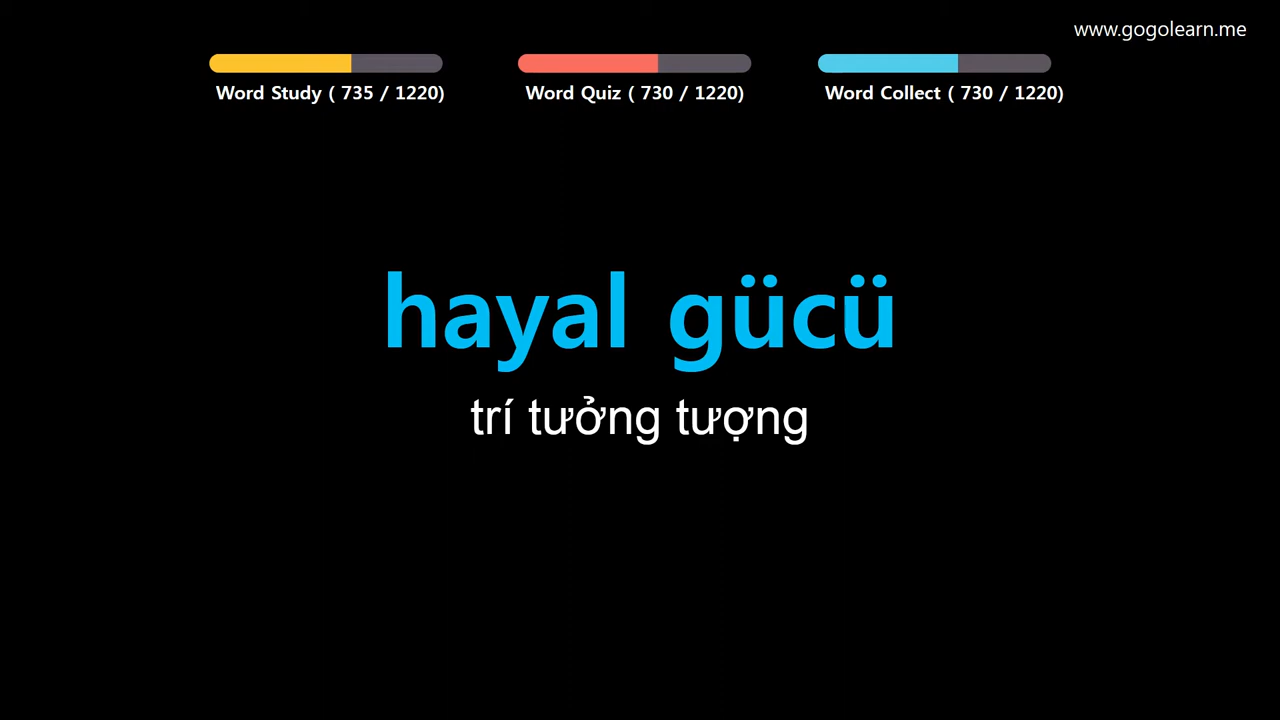 www.gogolearn.me
Word Study ( 735 / 1220)
Word Quiz ( 730 / 1220)
Word Collect ( 730 / 1220)
hayal gücü
trí tưởng tượng